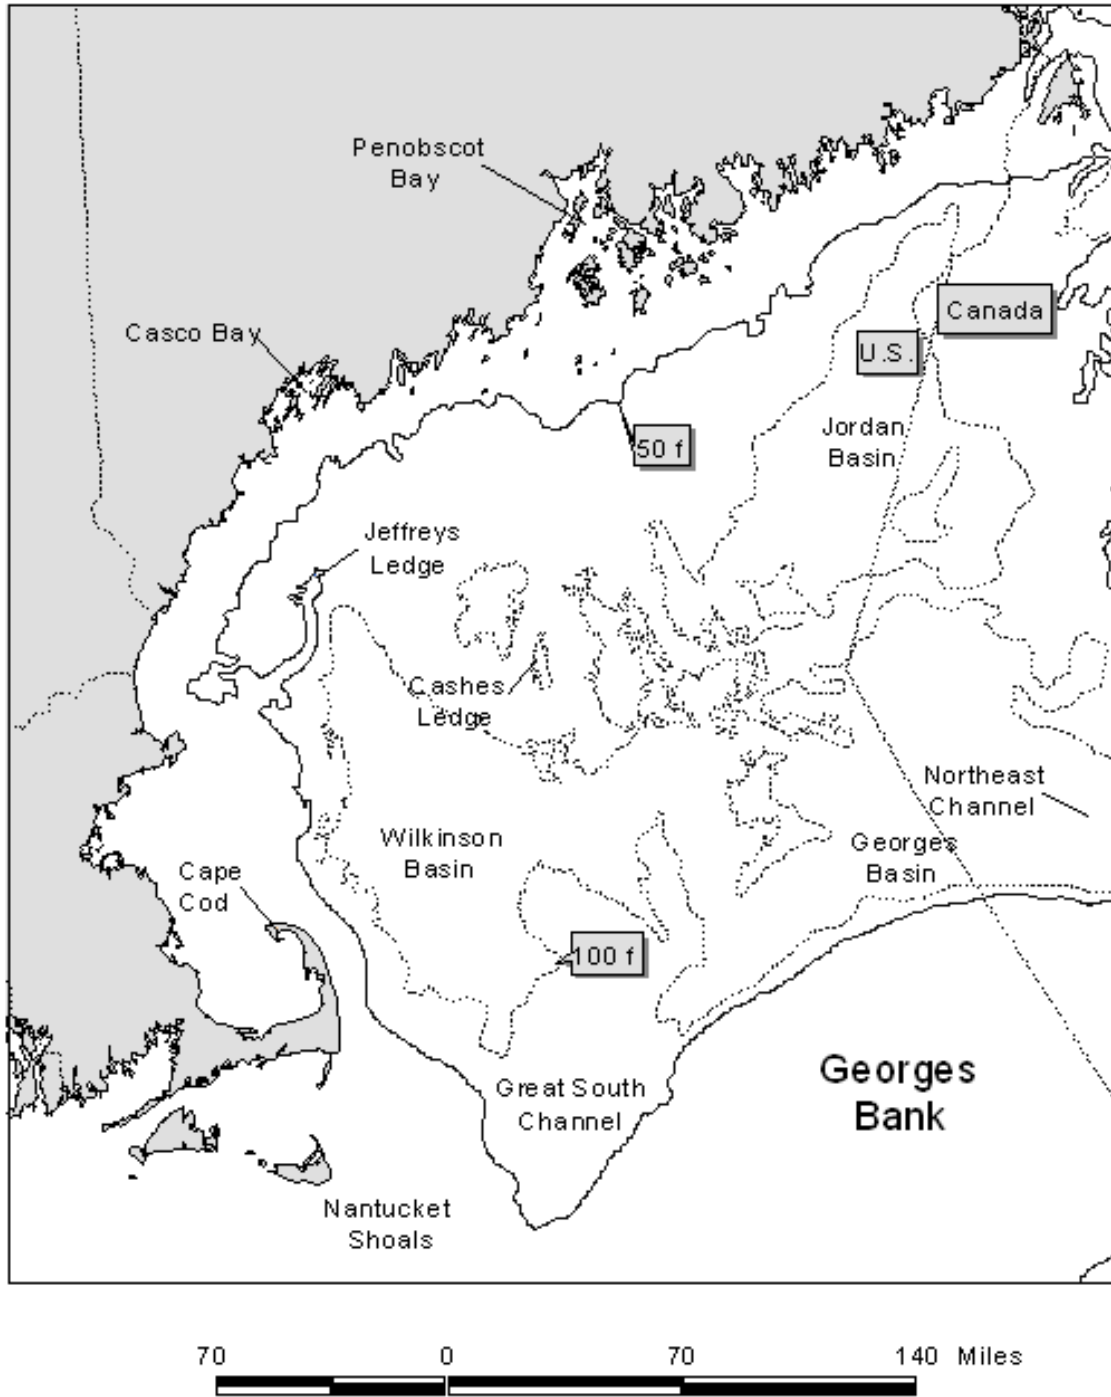 Penobscot
Bay
Canada
Casco Bay
U.S.
Jordan
Basin
50 f
Jeffreys
Ledge
Cashes
Ledge
Northeast
Channel
Wilkinson
Basin
Georges
Basin
Cape
Cod
100 f
Georges
Bank
Great South
Channel
Nantucket
Shoals
70 0 70 140 Miles